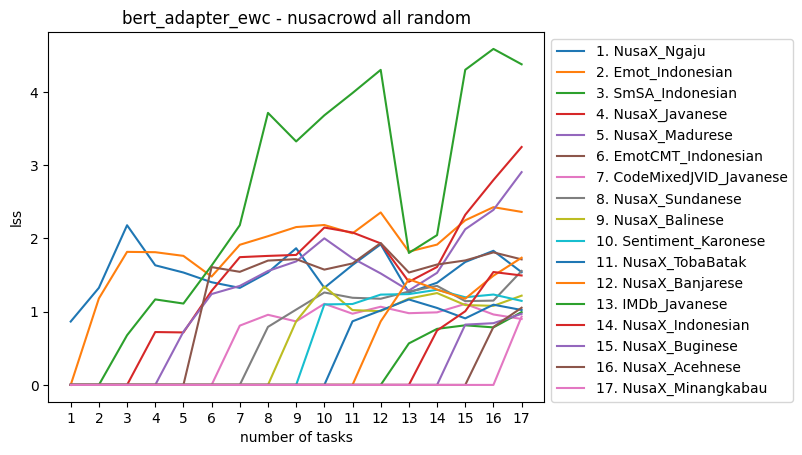 bert_adapter_ewc - nusacrowd all random
lss
4
3
2
1
0
1 2 3 4 5 6 7 8 9 10 11 12 13 14 15 16 17
number of tasks
1. NusaX_Ngaju
2. Emot_Indonesian
3. SmSA_Indonesian
4. NusaX_Javanese
5. NusaX_Madurese
6. EmotCMT_Indonesian
7. CodeMixedJVID_Javanese
8. NusaX_Sundanese
9. NusaX_Balinese
10. Sentiment_Karonese
11. NusaX_TobaBatak
12. NusaX_Banjarese
13. IMDb_Javanese
14. NusaX_Indonesian
15. NusaX_Buginese
16. NusaX_Acehnese
17. NusaX_Minangkabau